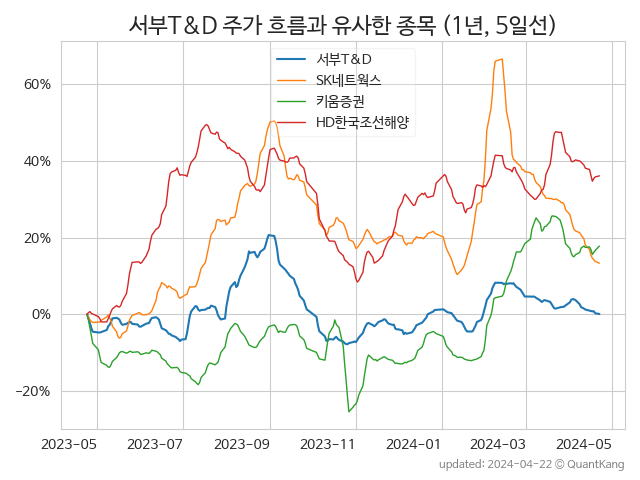 서부T&D 주가 흐름과 유사한 종목 (1년, 5일선)
서부T&D
SK네트웍스
키움증권
HD한국조선해양
60%
40%
20%
0%
−20%
2023-05 2023-07 2023-09 2023-11 2024-01 2024-03 2024-05
updated: 2024-04-22 © QuantKang